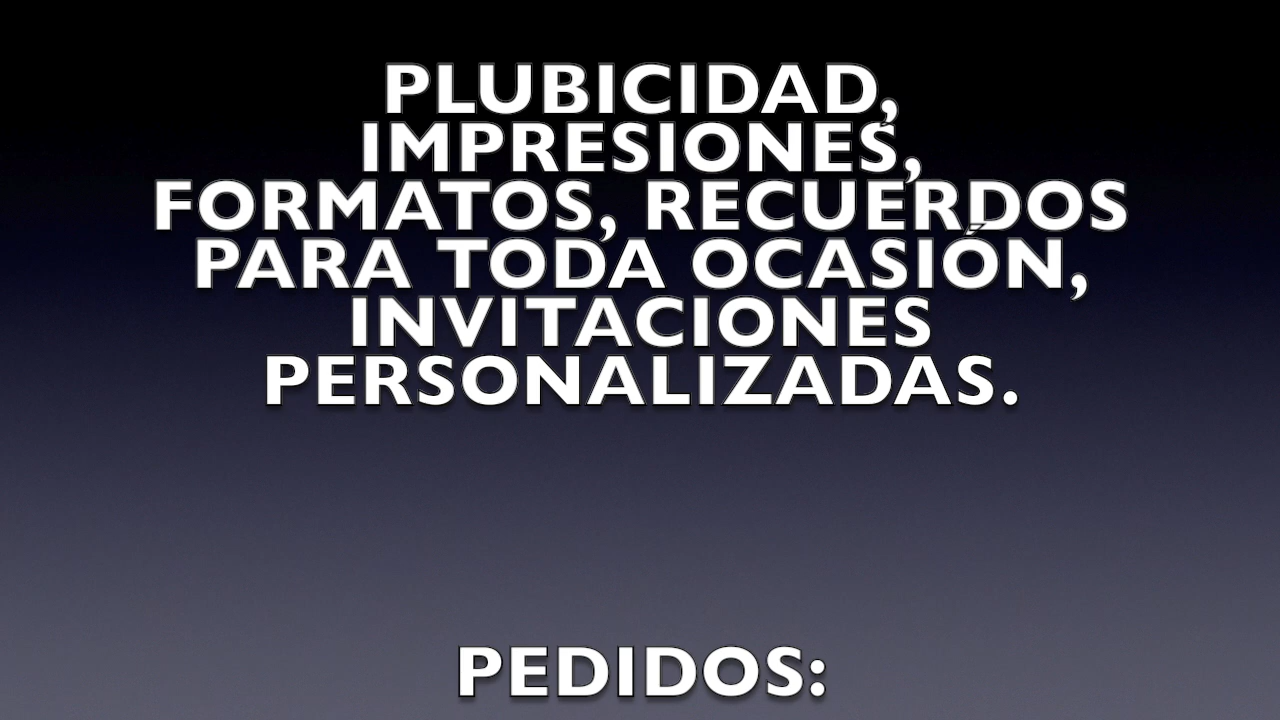 PLUBICIDAD,
IMPRESIONES,
FORMATOS, RECUERDOS
PARA TODA OCASIÓN,
INVITACIONES
PERSONALIZADAS.
PEDIDOS: